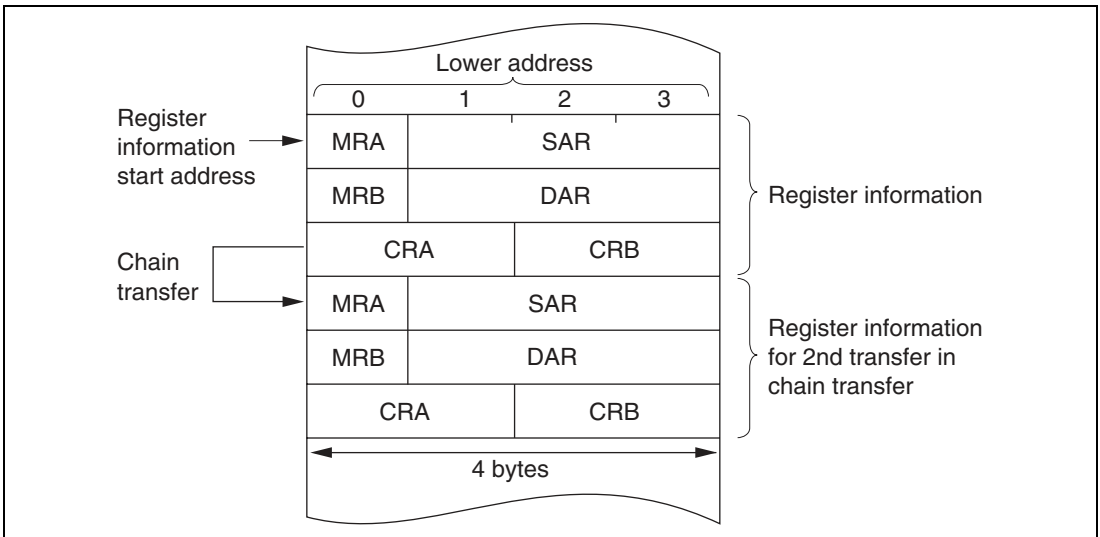 Lower address
0 1 2 3
Register
information
start address
MRA SAR
MRB DAR
Register information
CRA CRB
Chain
transfer
MRA SAR
MRB DAR
Register information
for 2nd transfer in
chain transfer
CRA CRB
4 bytes